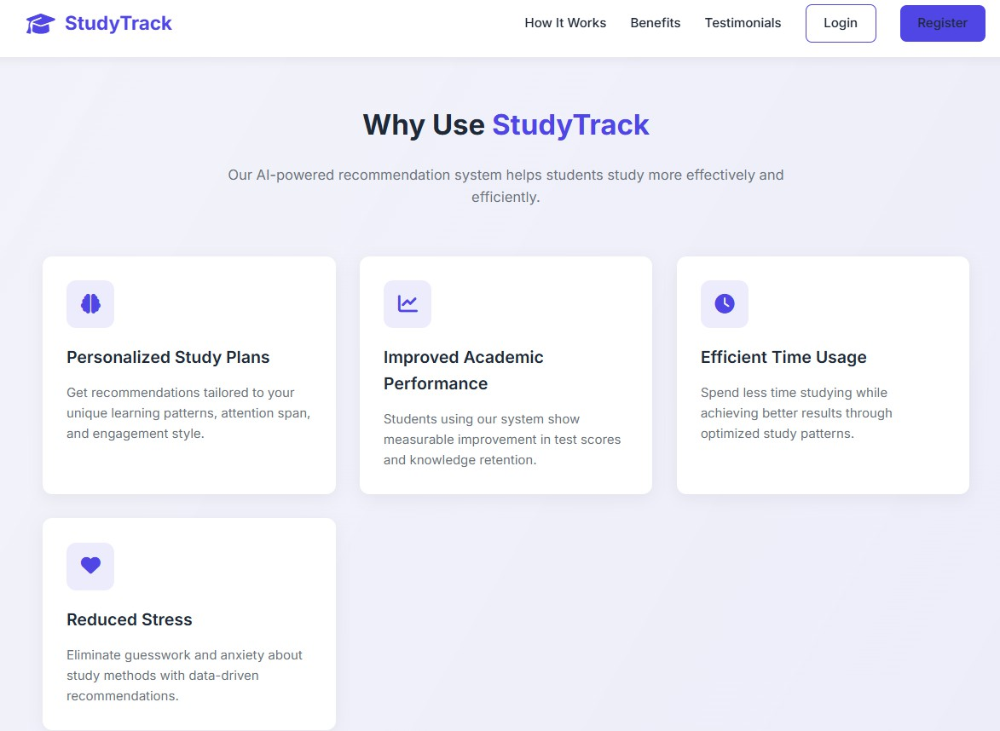 StudyTrack
How It Works
Benefits
Testimonials
Login
Register
Why Use StudyTrack
Our AI-powered recommendation system helps students study more effectively and
efficiently.
Personalized Study Plans
Get recommendations tailored to your
unique learning patterns, attention span,
and engagement style.
Improved Academic
Performance
Students using our system show
measurable improvement in test scores
and knowledge retention.
Efficient Time Usage
Spend less time studying while
achieving better results through
optimized study patterns.
Reduced Stress
Eliminate guesswork and anxiety about
study methods with data-driven
recommendations.